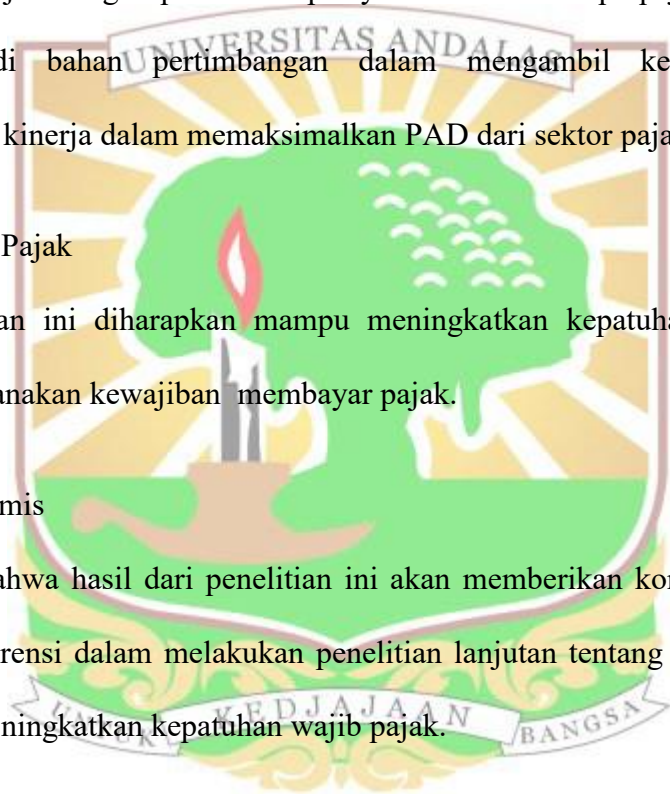 UNIVERSITAS ANDALAS
di bahan pertimbangan dalam mengambil ke
kinerja dalam memaksimalkan PAD dari sektor paja
Pajak
an ini diharapkan mampu meningkatkan kepatuha
anakan kewajiban membayar pajak.
mis
ahwa hasil dari penelitian ini akan memberikan kon
rensi dalam melakukan penelitian lanjutan tentang
ningkatkan kepatuhan wajib pajak.
UNTUK KEDJAJAAN BANGSA